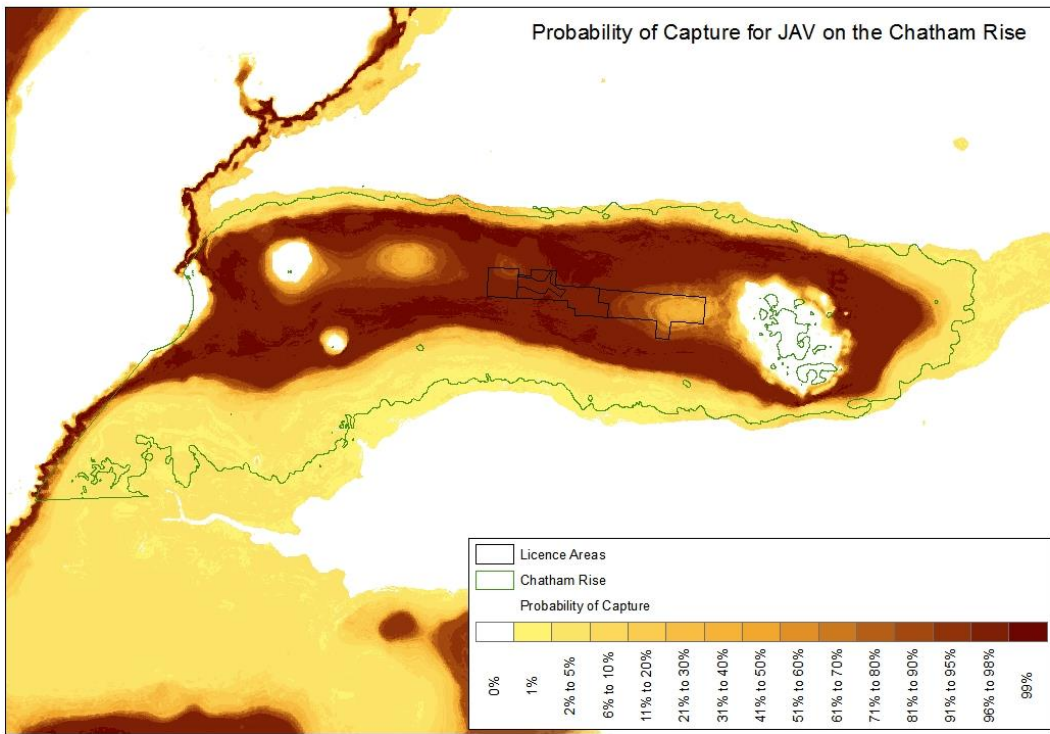 Probability of Capture for JAV on the Chatham Rise
Licence Areas
Chatham Rise
Probability of Capture
0%
1%
2% to 5%
6% to 10%
11% to 20%
21% to 30%
31% to 40%
41% to 50%
51% to 60%
61% to 70%
71% to 80%
81% to 90%
91% to 95%
96% to 98%
99%